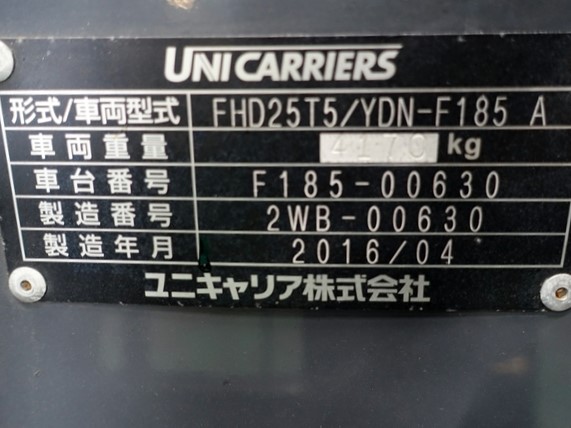 UNICARRIERS
形式/車両型式 FHD25T5/YDN-F185 A
車両重量 4170 kg
車台番号 F185-00630
製造番号 2WB-00630
製造年月 2016/04
ユニキャリア株式会社